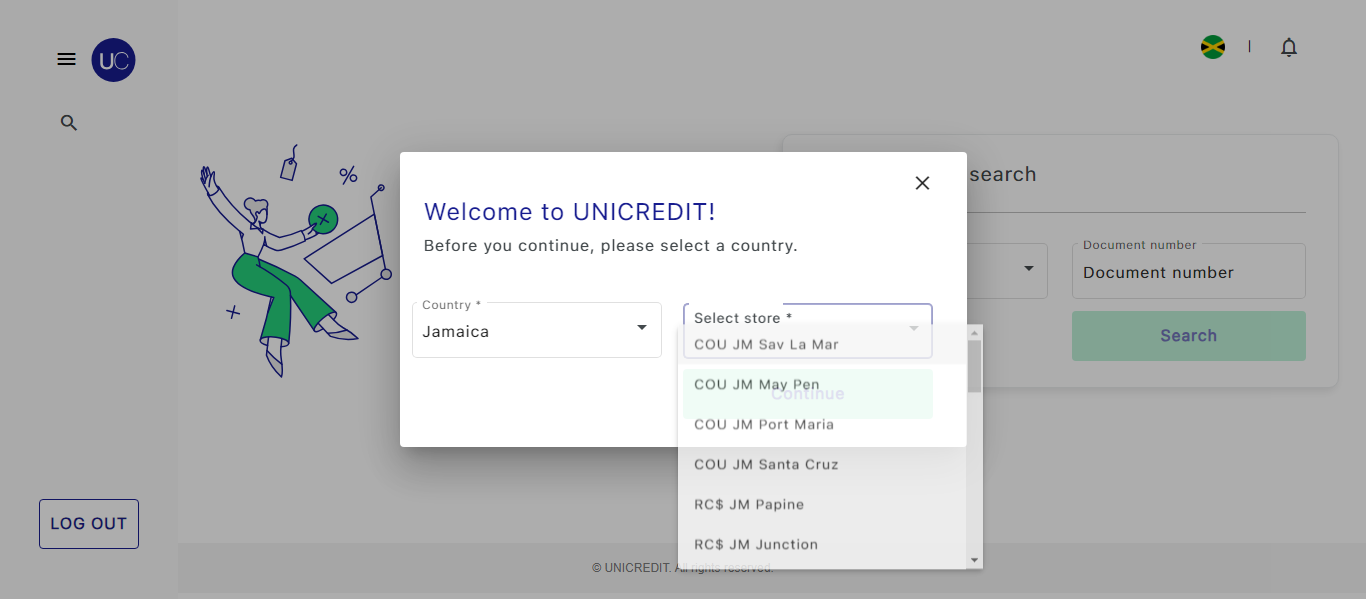 UC
search
Welcome to UNICREDIT!
Before you continue, please select a country.
Country *
Jamaica
Select store *
COU JM Sav La Mar
COU JM May Pen
Continue
COU JM Port Maria
COU JM Santa Cruz
RC$ JM Papine
RC$ JM Junction
Document number
Document number
Search
LOG OUT
© UNICREDIT. All rights reserved.